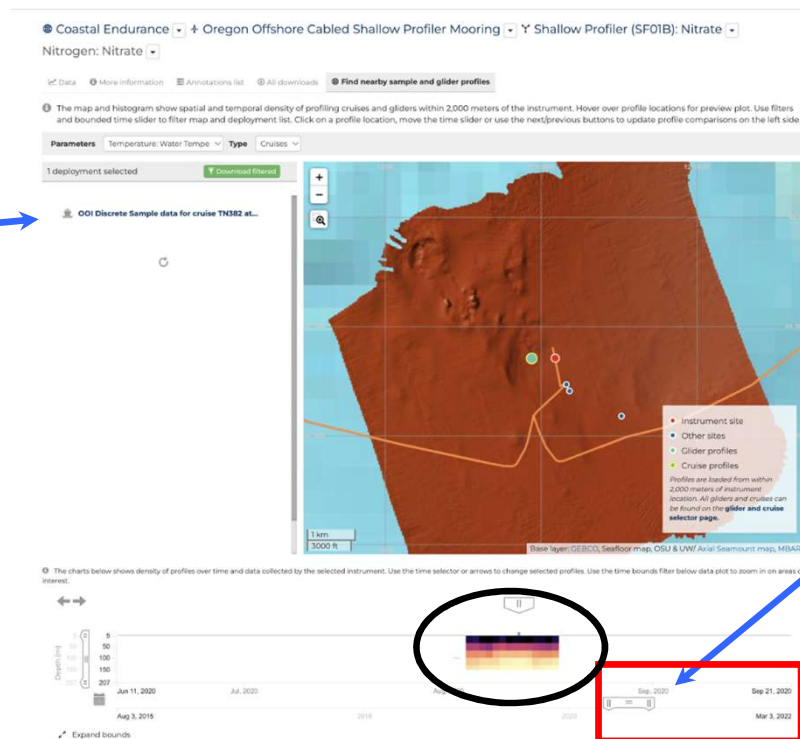 Coastal Endurance Oregon Offshore Cabled Shallow Profiler Mooring Shallow Profiler (SF01B): Nitrate
Nitrogen: Nitrate
Data More information Annotations list All downloads Find nearby sample and glider profiles
The map and histogram show spatial and temporal density of profiling cruises and gliders within 2,000 meters of the instrument. Hover over profile locations for preview plot. Use filters
and bounded time slider to filter map and deployment list. Click on a profile location, move the time slider or use the next/previous buttons to update profile comparisons on the left side.
Parameters Temperature: Water Tempe Type Cruises
1 deployment selected Download filtered
OOI Discrete Sample data for cruise TN382 at...
+
−
Instrument site
Other sites
Glider profiles
Cruise profiles
Profiles are loaded from within
2,000 meters of instrument
location. All gliders and cruises can
be found on the glider and cruise
selector page.
1 km
3000 ft
Base layer: GEBCO, Seafloor map, OSU & UW/ Axial Seamount map, MBAR
The charts below shows density of profiles over time and data collected by the selected instrument. Use the time selector or arrows to change selected profiles. Use the time bounds filter below data plot to zoom in on areas
interest.
Depth (m)
5 5
50 50
100 100
150 150
207 207
Jun 11, 2020 Jul, 2020 Sep, 2020 Sep 21, 2020
Aug 3, 2015 2018 2020 Mar 3, 2022
Expand bounds